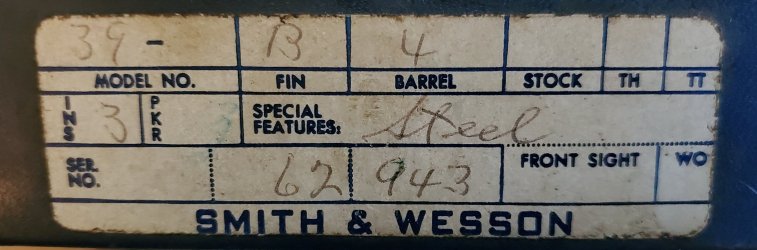 39- B 4
MODEL NO. FIN BARREL STOCK TH TT
INS 3 PKR SPECIAL FEATURES: Steel
SER. NO. 62 943 FRONT SIGHT WO
SMITH & WESSON